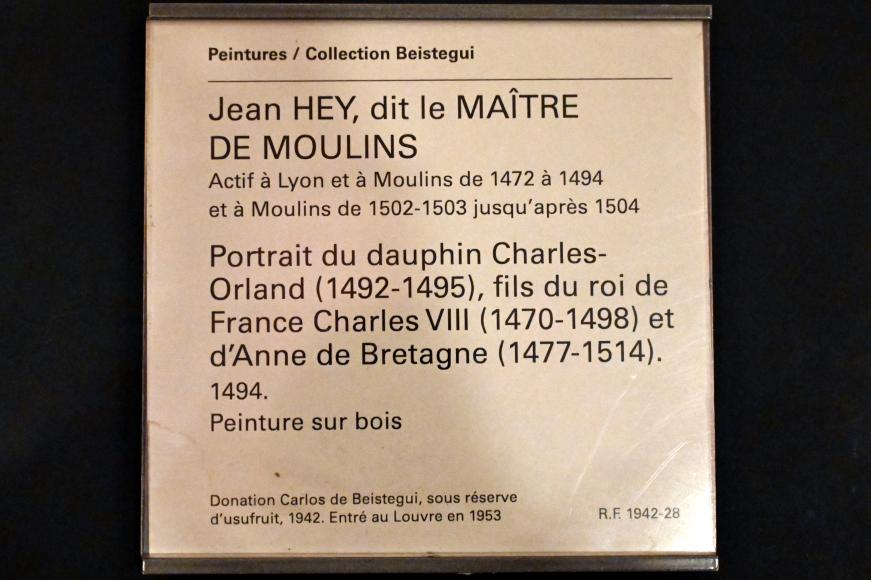 Peintures / Collection Beistegui
Jean HEY, dit le MAÎTRE
DE MOULINS
Actif à Lyon et à Moulins de 1472 à 1494
et à Moulins de 1502-1503 jusqu'après 1504
Portrait du dauphin Charles-
Orland (1492-1495), fils du roi de
France Charles VIII (1470-1498) et
d'Anne de Bretagne (1477-1514).
1494.
Peinture sur bois
Donation Carlos de Beistegui, sous réserve
d'usufruit, 1942. Entré au Louvre en 1953
R.F. 1942-28